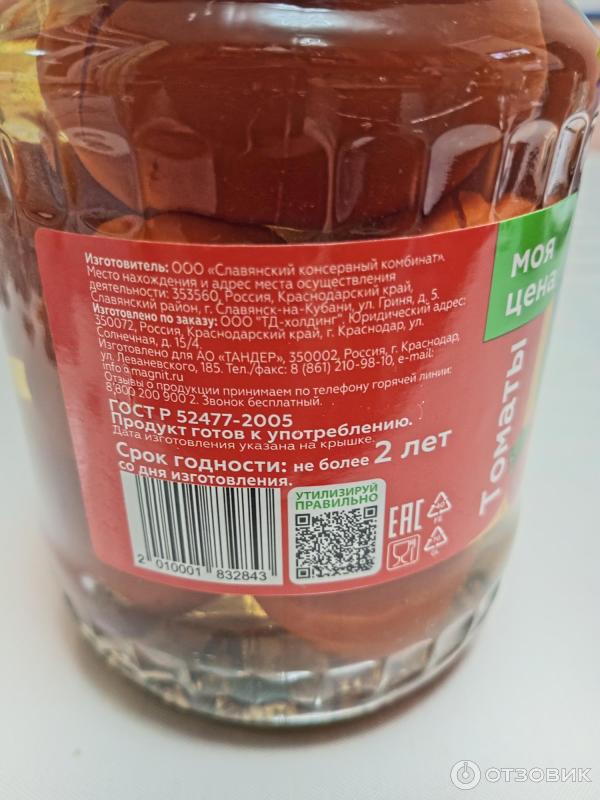 Изготовитель: ООО «Славянский консервный комбинат».
Место нахождения и адрес места осуществления
деятельности: 353560, Россия, Краснодарский край,
Славянский район, г. Славянск-на-Кубани, ул. Гриня, д. 5.
Изготовлено по заказу: ООО "ТД-холдинг". Юридический адрес:
350072, Россия, Краснодарский край, г. Краснодар, ул.
Солнечная, д. 15/4.
Изготовлено для АО «ТАНДЕР», 350002, Россия, г. Краснодар,
ул. Леваневского, 185. Тел./факс: 8 (861) 210-98-10, e-mail:
info@magnit.ru
Отзывы о продукции принимаем по телефону горячей линии:
8 800 200 900 2. Звонок бесплатный.
ГОСТ Р 52477-2005
Продукт готов к употреблению.
Дата изготовления указана на крышке.
Срок годности: не более 2 лет
со дня изготовления.
2 010001 832843
УТИЛИЗИРУЙ
ПРАВИЛЬНО
EAC
40
FE
70
GL
моя
цена
Томаты
ОТЗОВИК